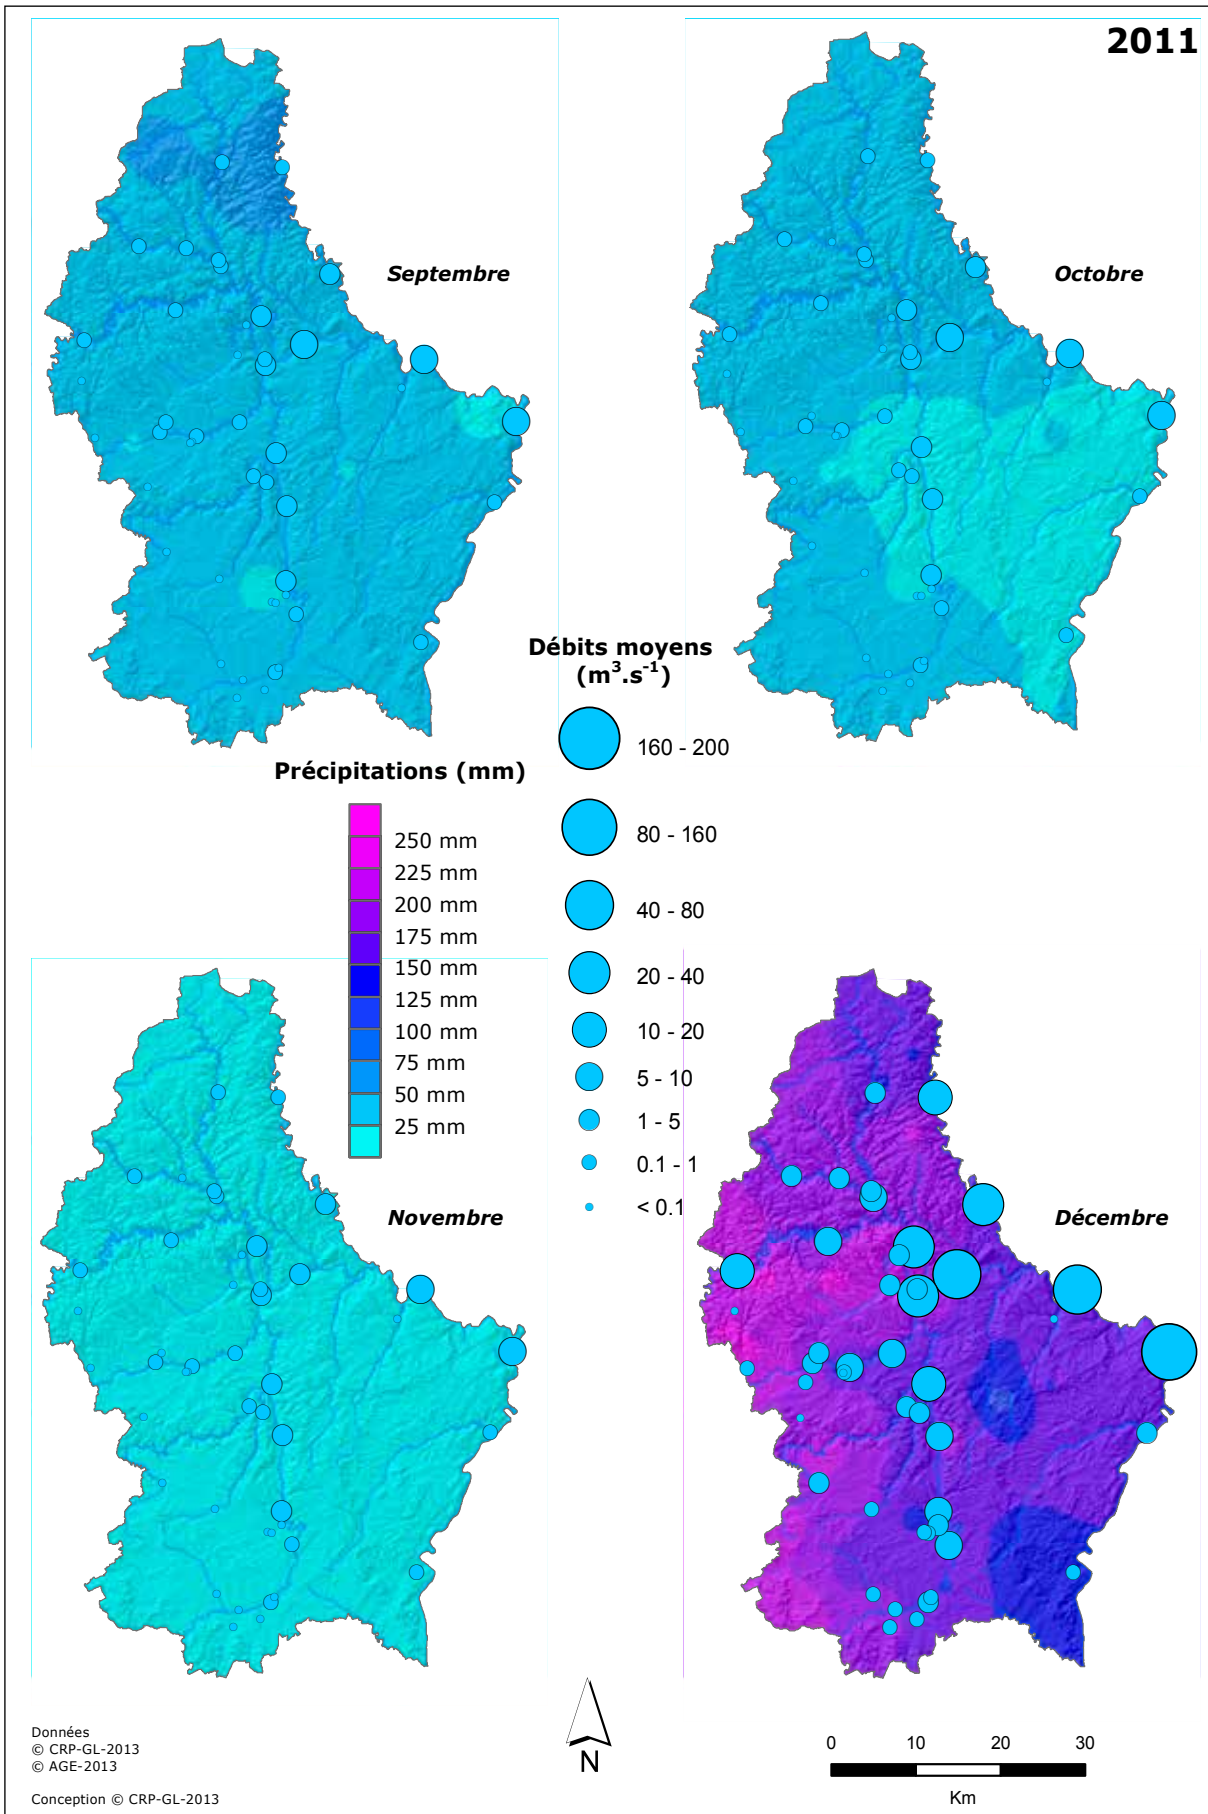 2011
Septembre
Octobre
Débits moyens
(m³.s⁻¹)
160 - 200
80 - 160
40 - 80
20 - 40
10 - 20
5 - 10
1 - 5
0.1 - 1
< 0.1
Précipitations (mm)
250 mm
225 mm
200 mm
175 mm
150 mm
125 mm
100 mm
75 mm
50 mm
25 mm
Novembre
Décembre
Données
© CRP-GL-2013
© AGE-2013
Conception © CRP-GL-2013
N
0 10 20 30
Km